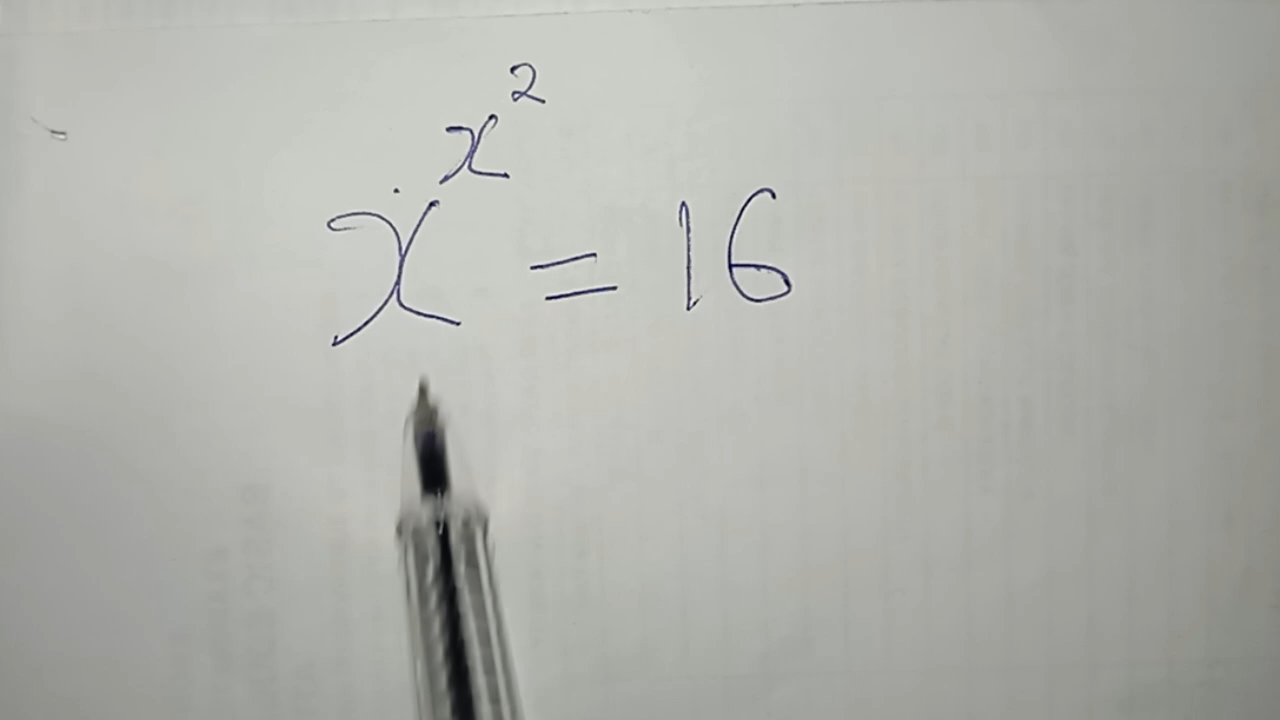 x^{x^2} = 16